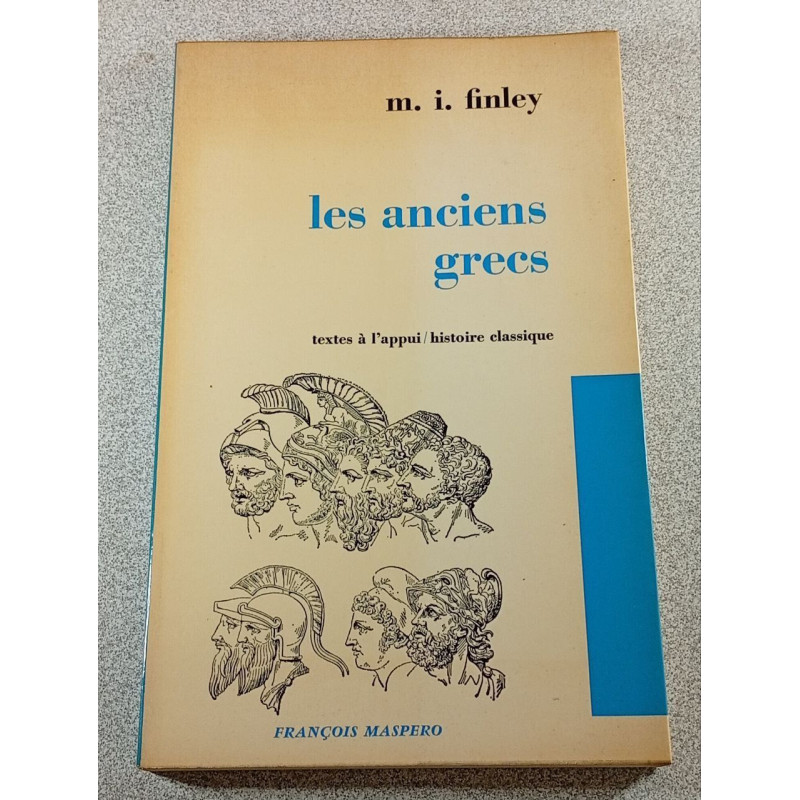 m. i. finley
les anciens
grecs
textes à l'appui/histoire classique
FRANÇOIS MASPERO